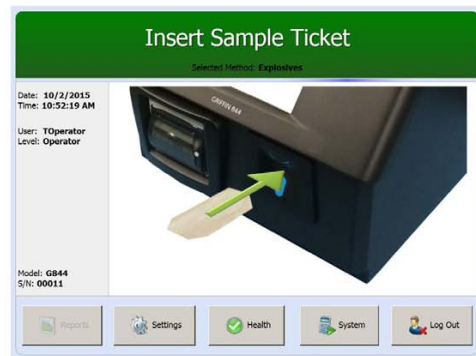 Insert Sample Ticket
Selected Method: Explosives
Date: 10/2/2015
Time: 10:52:19 AM
User: TOperator
Level: Operator
GRIFFIN 844
Model: G844
S/N: 00011
Reports
Settings
Health
System
Log Out